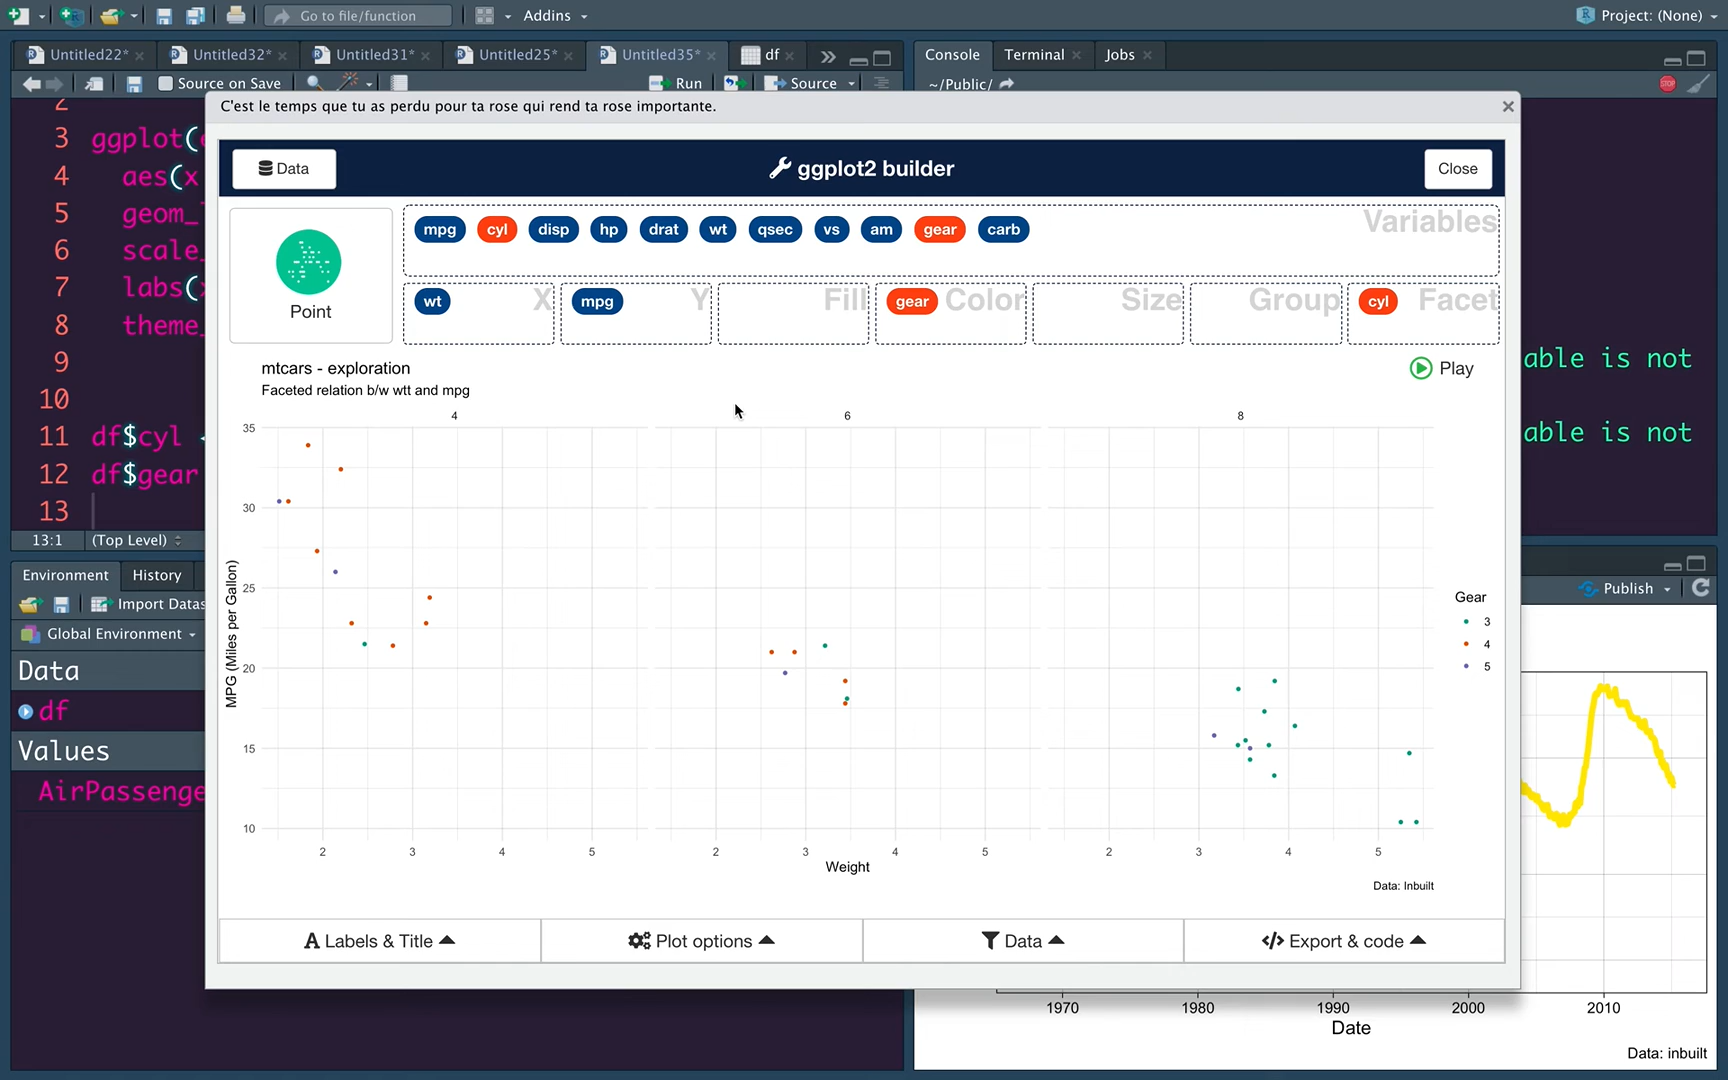 Go to file/function
Addins
Project: (None)
Untitled22*
Untitled32*
Untitled31*
Untitled25*
Untitled35*
df
Console
Terminal
Jobs
Source on Save
Run
Source
~/Public/
C'est le temps que tu as perdu pour ta rose qui rend ta rose importante.
Data
ggplot2 builder
Close
Point
mpg cyl disp hp drat wt qsec vs am gear carb
Variables
wt X
mpg Y
Fill
gear Color
Size
Group
cyl Facet
mtcars - exploration
Faceted relation b/w wtt and mpg
Play
4 6 8
35
30
25
20
15
10
MPG (Miles per Gallon)
2 3 4 5
2 3 4 5
2 3 4 5
Weight
Gear
3
4
5
Data: Inbuilt
Labels & Title
Plot options
Data
Export & code
3 ggplot(
4 aes(x
5 geom_
6 scale_
7 labs(
8 theme_
9
10
11 df$cyl
12 df$gear
13
13:1
(Top Level)
able is not
able is not
Environment
History
Import Datas
Global Environment
Data
df
Values
AirPassenge
Publish
1970 1980 1990 2000 2010
Date
Data: inbuilt